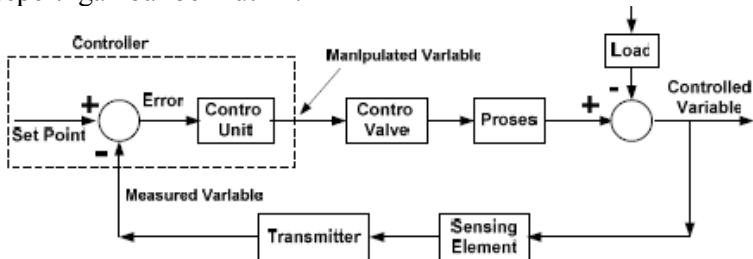 Controller
Load
Manipulated Variable
Controlled
Variable
+
Error
Contro
Unit
Contro
Valve
Proses
+
-
Set Point
-
Measured Variable
Transmitter
Sensing
Element